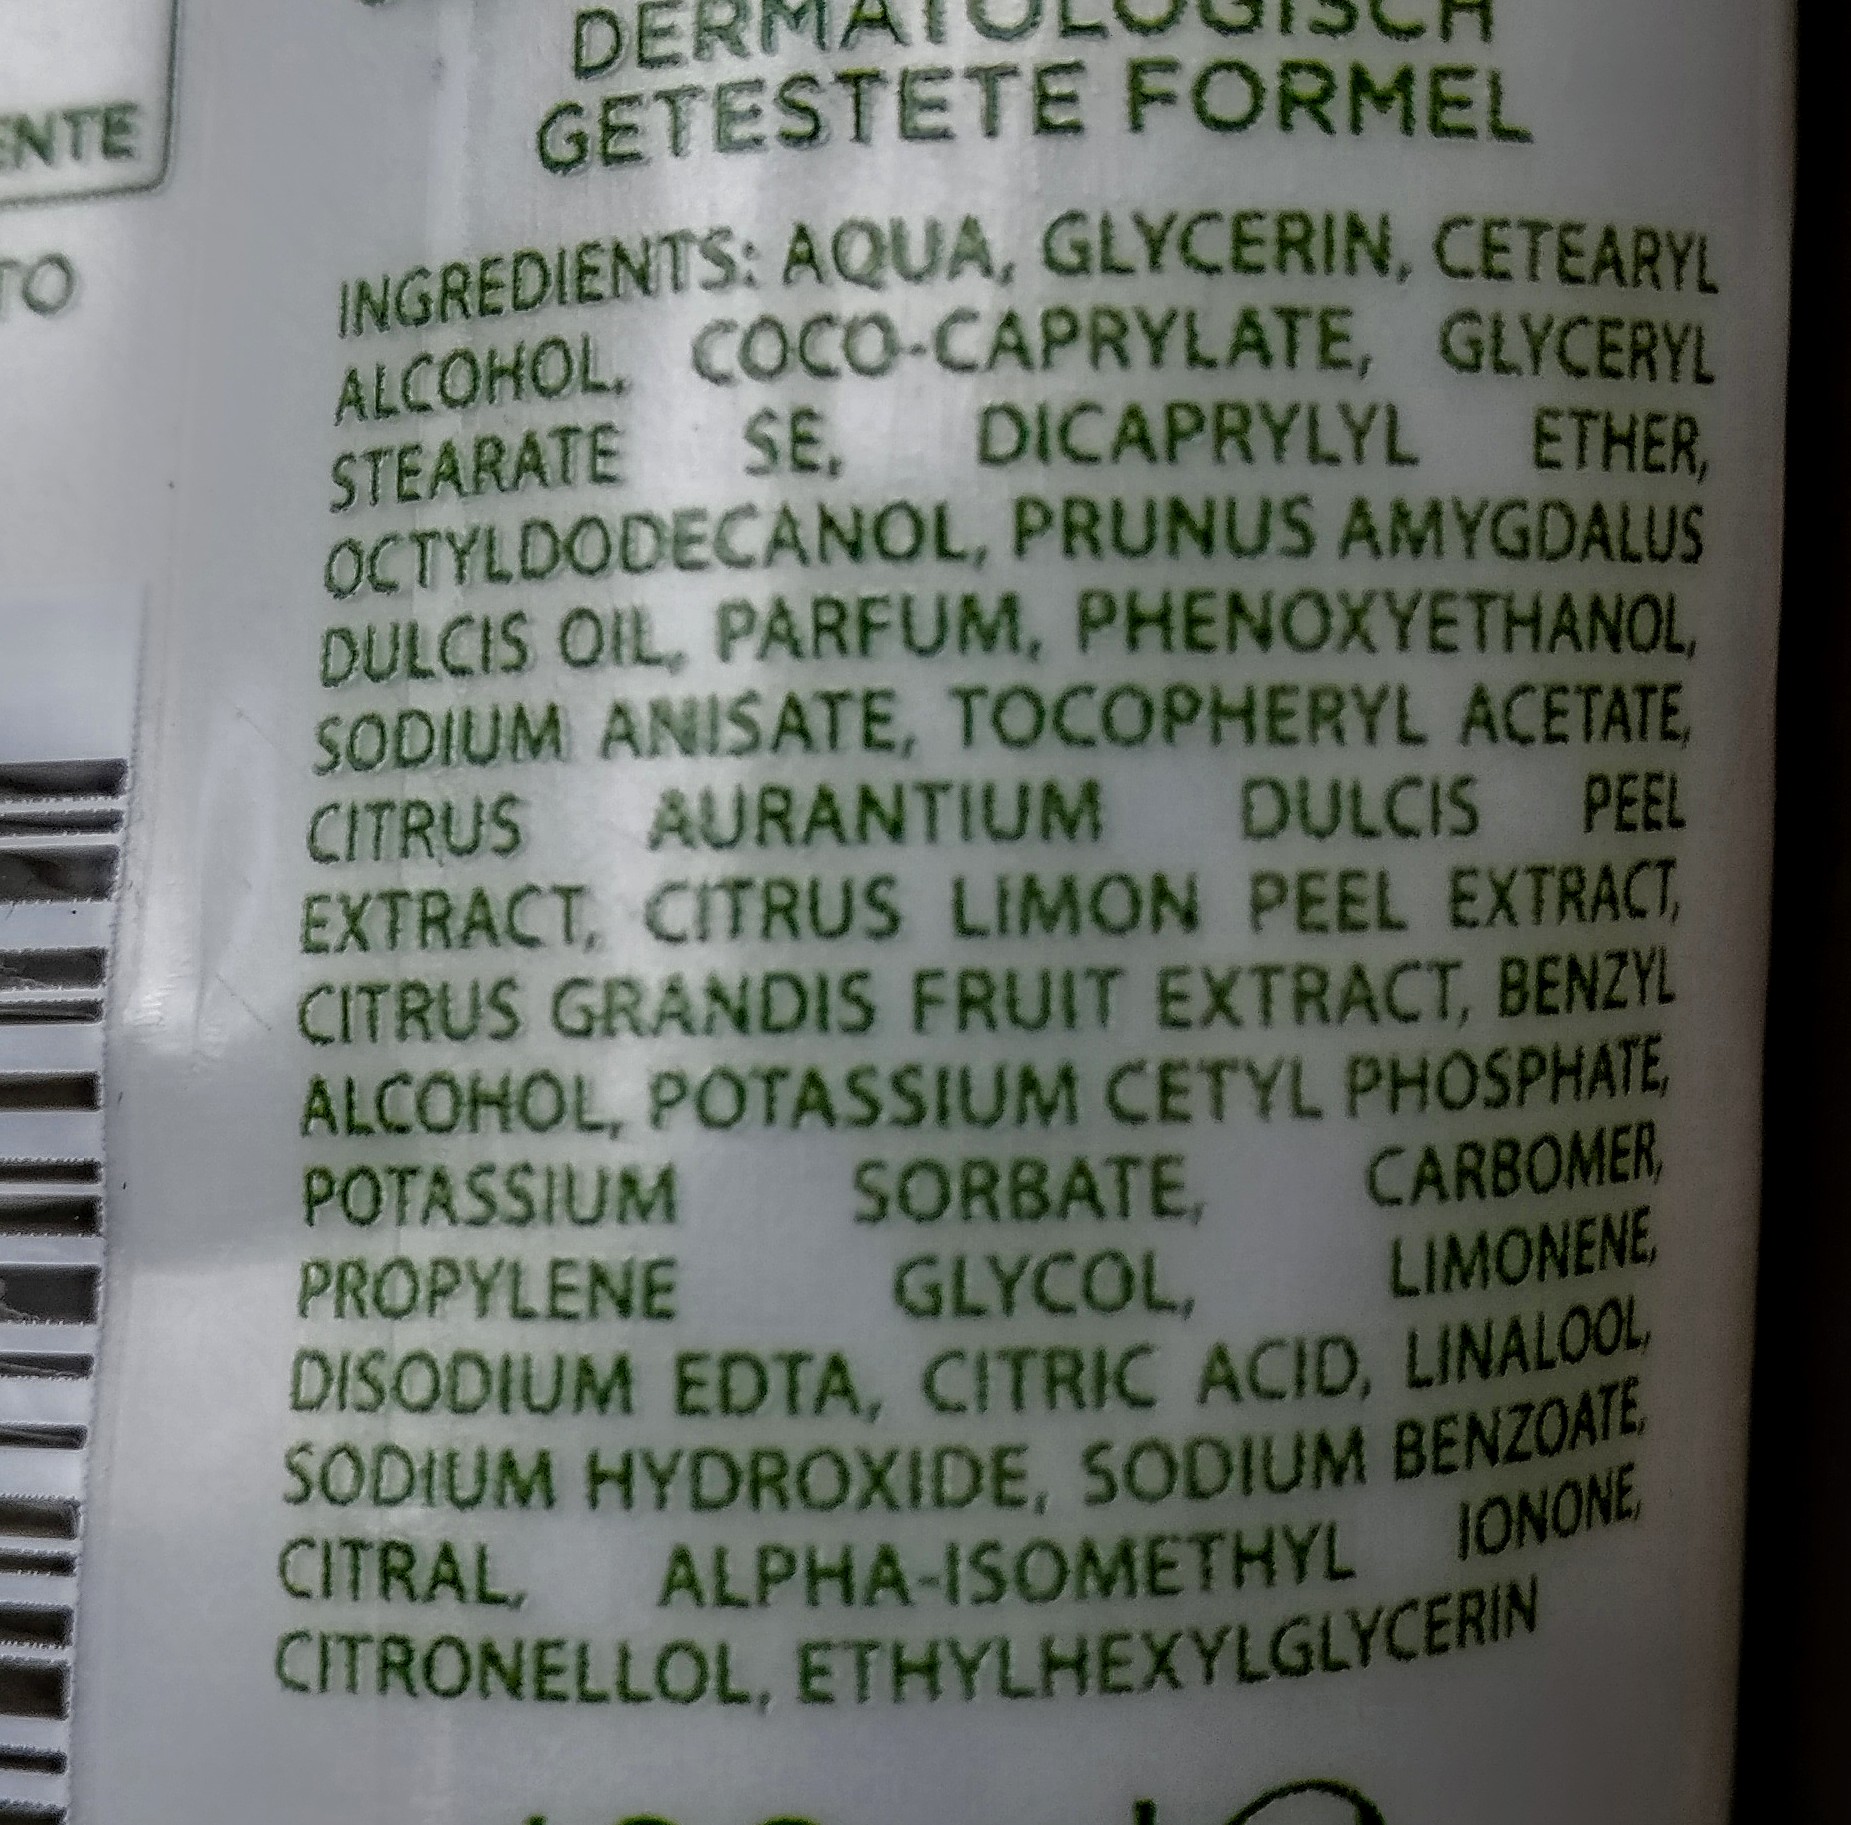 DERMATOLOGISCH
GETESTETE FORMEL
ENTE
TO
INGREDIENTS: AQUA, GLYCERIN, CETEARYL
ALCOHOL, COCO-CAPRYLATE, GLYCERYL
STEARATE SE, DICAPRYLYL ETHER,
OCTYLDODECANOL, PRUNUS AMYGDALUS
DULCIS OIL, PARFUM, PHENOXYETHANOL,
SODIUM ANISATE, TOCOPHERYL ACETATE,
CITRUS AURANTIUM DULCIS PEEL
EXTRACT, CITRUS LIMON PEEL EXTRACT,
CITRUS GRANDIS FRUIT EXTRACT, BENZYL
ALCOHOL, POTASSIUM CETYL PHOSPHATE,
POTASSIUM SORBATE, CARBOMER,
PROPYLENE GLYCOL, LIMONENE,
DISODIUM EDTA, CITRIC ACID, LINALOOL,
SODIUM HYDROXIDE, SODIUM BENZOATE,
CITRAL, ALPHA-ISOMETHYL IONONE,
CITRONELLOL, ETHYLHEXYLGLYCERIN